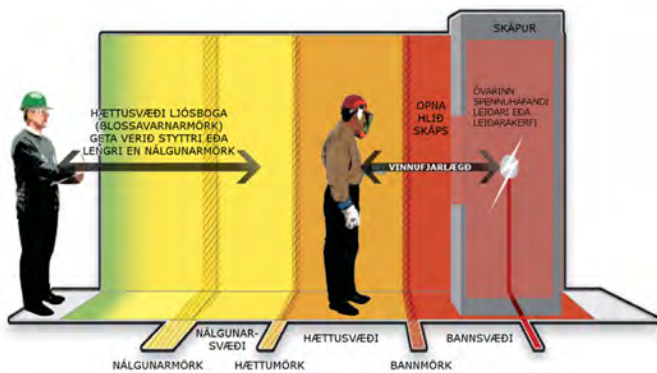 SKÁPUR
HÆTTUSVÆÐI LJÓSBOGA
(BLOSSAVARNARMÖRK)
GETA VERIÐ STYTTRI EÐA
LENGRI EN NÁLGUNARMÖRK
OPNA
HLIÐ
SKÁPS
ÓVARINN
SPENNUHAFANDI
LEIÐARI EÐA
LEIÐARAKERFI
VINNUFJARLÆGÐ
NÁLGUNAR-
SVÆÐI
HÆTTUSVÆÐI
BANNSVÆÐI
NÁLGUNARMÖRK
HÆTTUMÖRK
BANNMÖRK